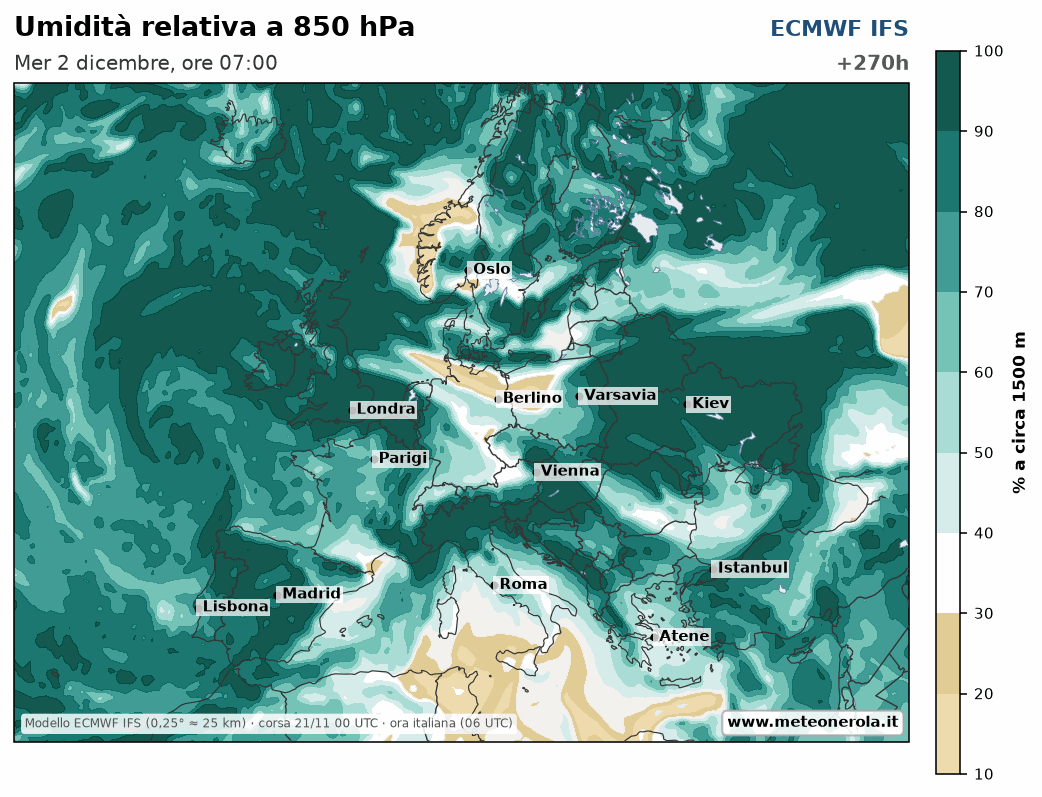 Umidità relativa a 850 hPa
ECMWF IFS
Mer 2 dicembre, ore 07:00
+270h
100
90
80
70
60
50
40
30
20
10
% a circa 1500 m
Oslo
Berlino
Varsavia
Kiev
Londra
Parigi
Vienna
Istanbul
Roma
Madrid
Lisbona
Atene
Modello ECMWF IFS (0,25° ≈ 25 km) · corsa 21/11 00 UTC · ora italiana (06 UTC)
www.meteonerola.it